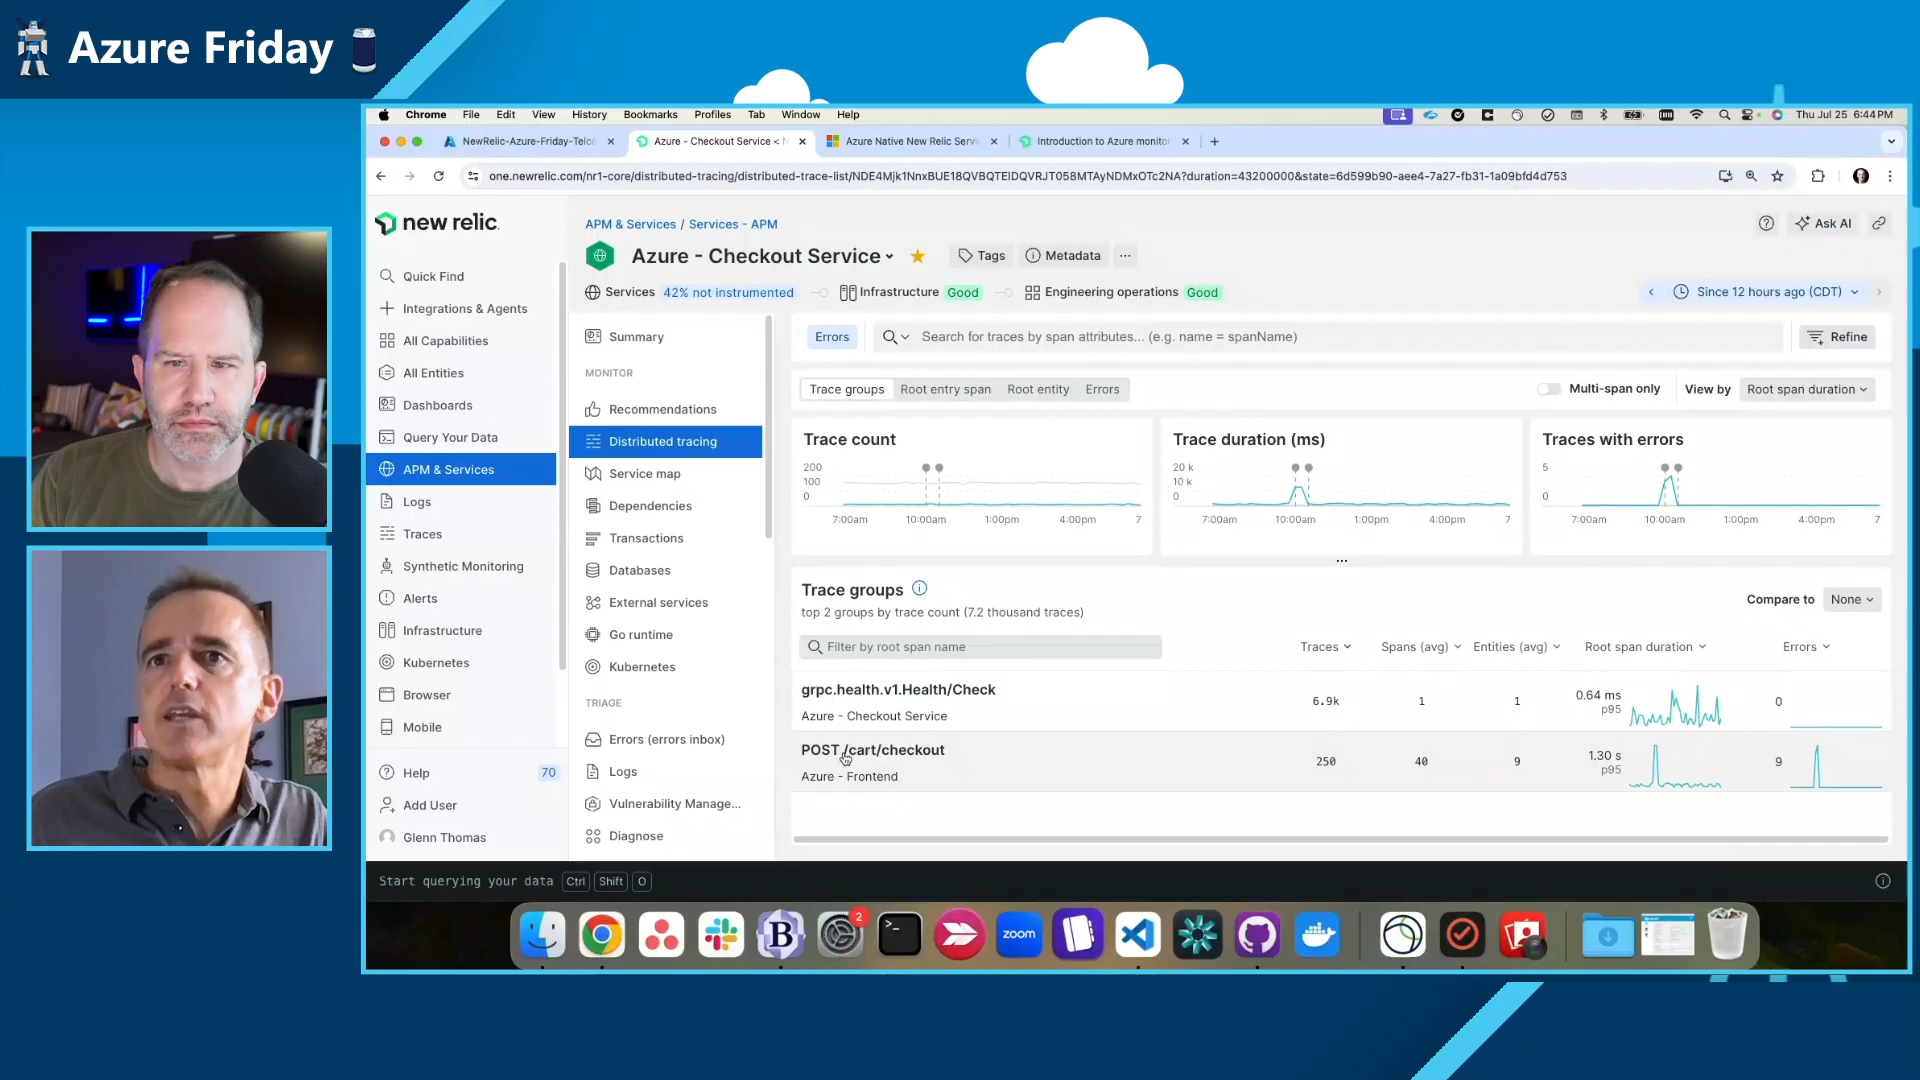 Azure Friday
Chrome File Edit View History Bookmarks Profiles Tab Window Help
Thu Jul 25 6:44 PM
NewRelic-Azure-Friday-Telco
Azure - Checkout Service < N
Azure Native New Relic Servi
Introduction to Azure monitor
one.newrelic.com/nr1-core/distributed-tracing/distributed-trace-list/NDE4Mjk1NnxBUE18QVBQTElDQVRJT058MTAyNDMxOTc2NA?duration=43200000&state=6d599b90-aee4-7a27-fb31-1a09bfd4d753
new relic.
Quick Find
Integrations & Agents
All Capabilities
All Entities
Dashboards
Query Your Data
APM & Services
Logs
Traces
Synthetic Monitoring
Alerts
Infrastructure
Kubernetes
Browser
Mobile
Help 70
Add User
Glenn Thomas
APM & Services / Services - APM
Ask AI
Azure - Checkout Service
Tags
Metadata
...
Services 42% not instrumented
Infrastructure Good
Engineering operations Good
Since 12 hours ago (CDT)
Summary
MONITOR
Recommendations
Distributed tracing
Service map
Dependencies
Transactions
Databases
External services
Go runtime
Kubernetes
TRIAGE
Errors (errors inbox)
Logs
Vulnerability Manage...
Diagnose
Errors
Search for traces by span attributes... (e.g. name = spanName)
Refine
Trace groups Root entry span Root entity Errors
Multi-span only
View by Root span duration
Trace count
200
100
0
7:00am 10:00am 1:00pm 4:00pm 7
Trace duration (ms)
20 k
10 k
0
7:00am 10:00am 1:00pm 4:00pm 7
Traces with errors
5
0
7:00am 10:00am 1:00pm 4:00pm 7
...
Trace groups
top 2 groups by trace count (7.2 thousand traces)
Compare to None
Filter by root span name
Traces Spans (avg) Entities (avg) Root span duration Errors
grpc.health.v1.Health/Check
Azure - Checkout Service
6.9k 1 1 0.64 ms p95 0
POST /cart/checkout
Azure - Frontend
250 40 9 1.30 s p95 9
Start querying your data Ctrl Shift O
B
2
zoom